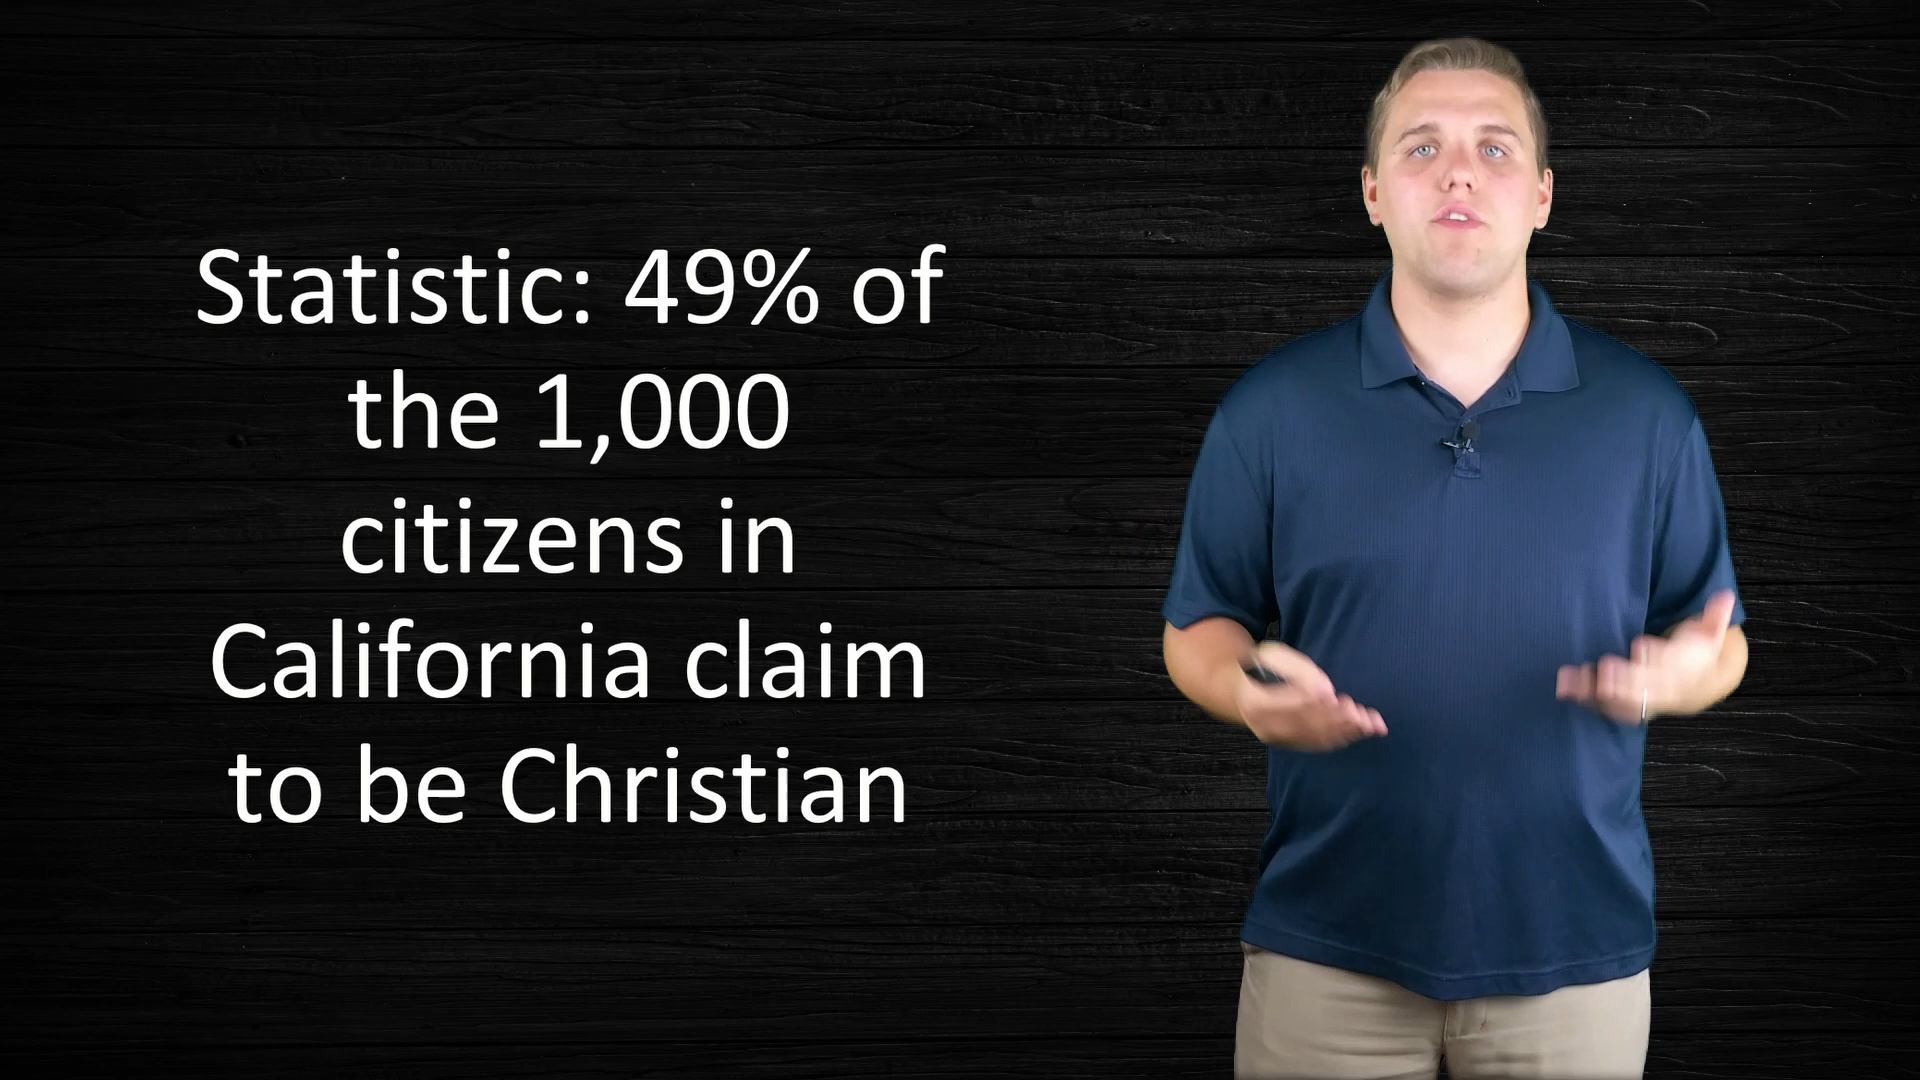 Statistic: 49% of
the 1,000
citizens in
California claim
to be Christian